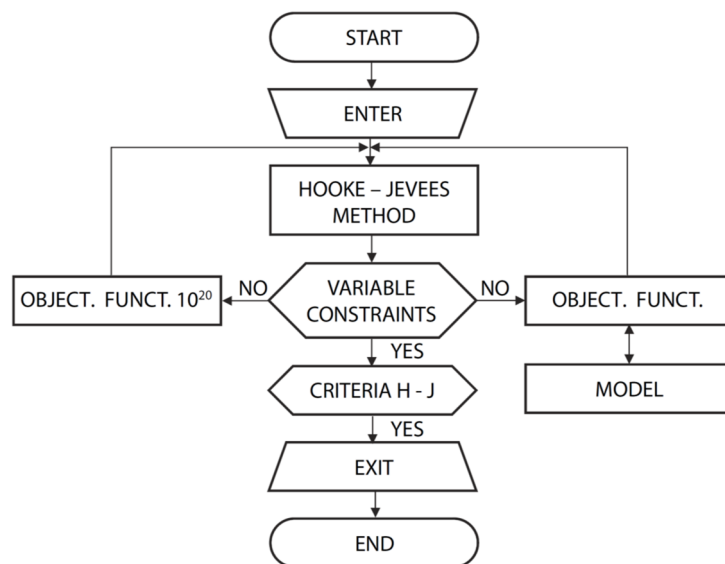 START
ENTER
HOOKE – JEVEES
METHOD
OBJECT. FUNCT. 10²⁰
NO
VARIABLE
CONSTRAINTS
NO
OBJECT. FUNCT.
YES
CRITERIA H - J
MODEL
YES
EXIT
END